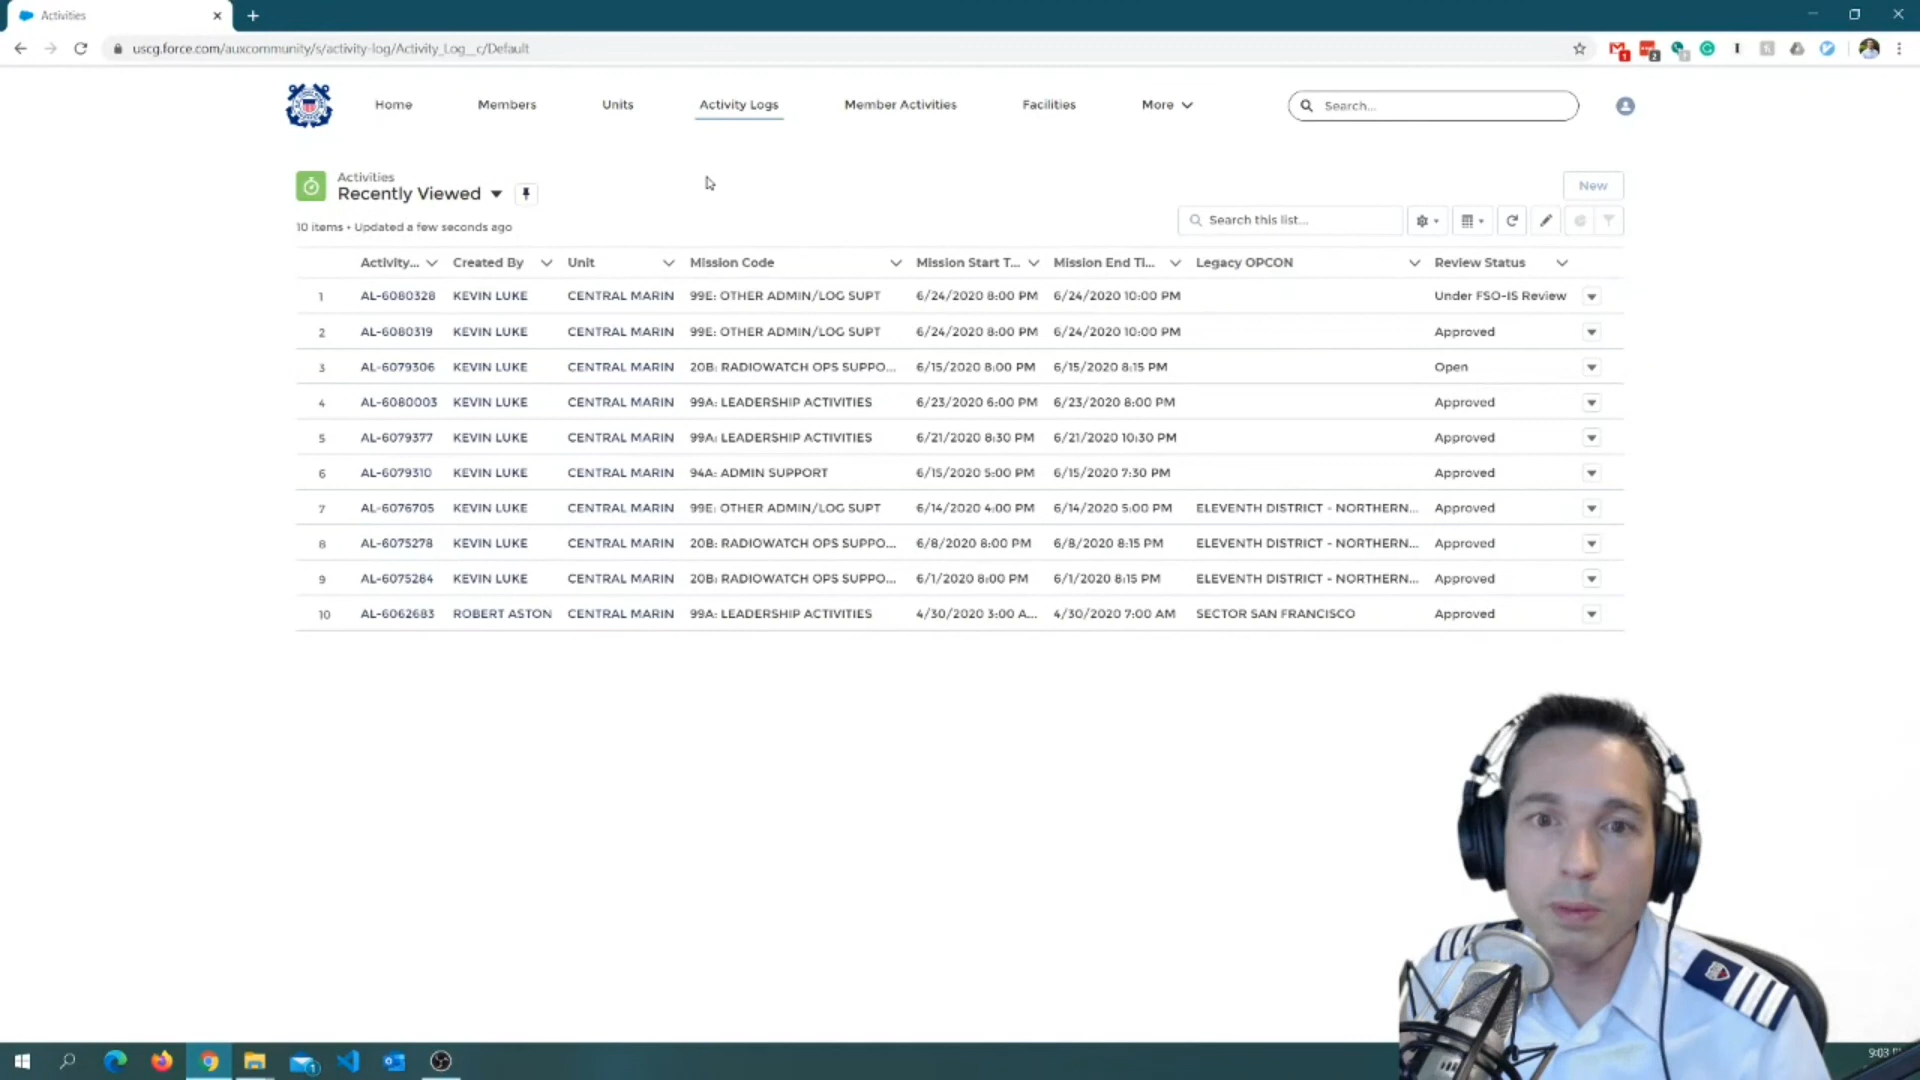 Activities
uscg.force.com/auxcommunity/s/activity-log/Activity_Log__c/Default
Home Members Units Activity Logs Member Activities Facilities More Search...
Activities
Recently Viewed
New
10 items • Updated a few seconds ago
Search this list...
Activity... Created By Unit Mission Code Mission Start T... Mission End Ti... Legacy OPCON Review Status
1 AL-6080328 KEVIN LUKE CENTRAL MARIN 99E: OTHER ADMIN/LOG SUPT 6/24/2020 8:00 PM 6/24/2020 10:00 PM Under FSO-IS Review
2 AL-6080319 KEVIN LUKE CENTRAL MARIN 99E: OTHER ADMIN/LOG SUPT 6/24/2020 8:00 PM 6/24/2020 10:00 PM Approved
3 AL-6079306 KEVIN LUKE CENTRAL MARIN 20B: RADIOWATCH OPS SUPPO... 6/15/2020 8:00 PM 6/15/2020 8:15 PM Open
4 AL-6080003 KEVIN LUKE CENTRAL MARIN 99A: LEADERSHIP ACTIVITIES 6/23/2020 6:00 PM 6/23/2020 8:00 PM Approved
5 AL-6079377 KEVIN LUKE CENTRAL MARIN 99A: LEADERSHIP ACTIVITIES 6/21/2020 8:30 PM 6/21/2020 10:30 PM Approved
6 AL-6079310 KEVIN LUKE CENTRAL MARIN 94A: ADMIN SUPPORT 6/15/2020 5:00 PM 6/15/2020 7:30 PM Approved
7 AL-6076705 KEVIN LUKE CENTRAL MARIN 99E: OTHER ADMIN/LOG SUPT 6/14/2020 4:00 PM 6/14/2020 5:00 PM ELEVENTH DISTRICT - NORTHERN... Approved
8 AL-6075278 KEVIN LUKE CENTRAL MARIN 20B: RADIOWATCH OPS SUPPO... 6/8/2020 8:00 PM 6/8/2020 8:15 PM ELEVENTH DISTRICT - NORTHERN... Approved
9 AL-6075284 KEVIN LUKE CENTRAL MARIN 20B: RADIOWATCH OPS SUPPO... 6/1/2020 8:00 PM 6/1/2020 8:15 PM ELEVENTH DISTRICT - NORTHERN... Approved
10 AL-6062683 ROBERT ASTON CENTRAL MARIN 99A: LEADERSHIP ACTIVITIES 4/30/2020 3:00 A... 4/30/2020 7:00 AM SECTOR SAN FRANCISCO Approved
9:03